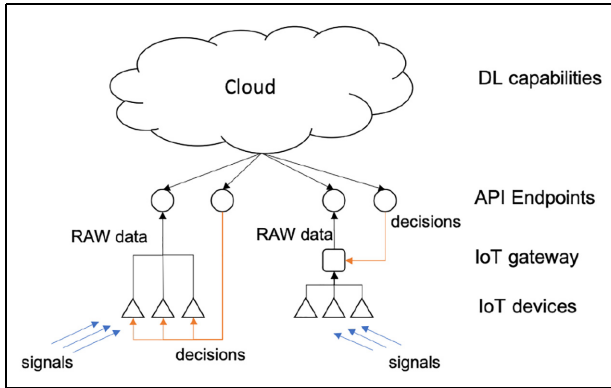 Cloud
DL capabilities
API Endpoints
decisions
RAW data
RAW data
IoT gateway
IoT devices
signals
decisions
signals